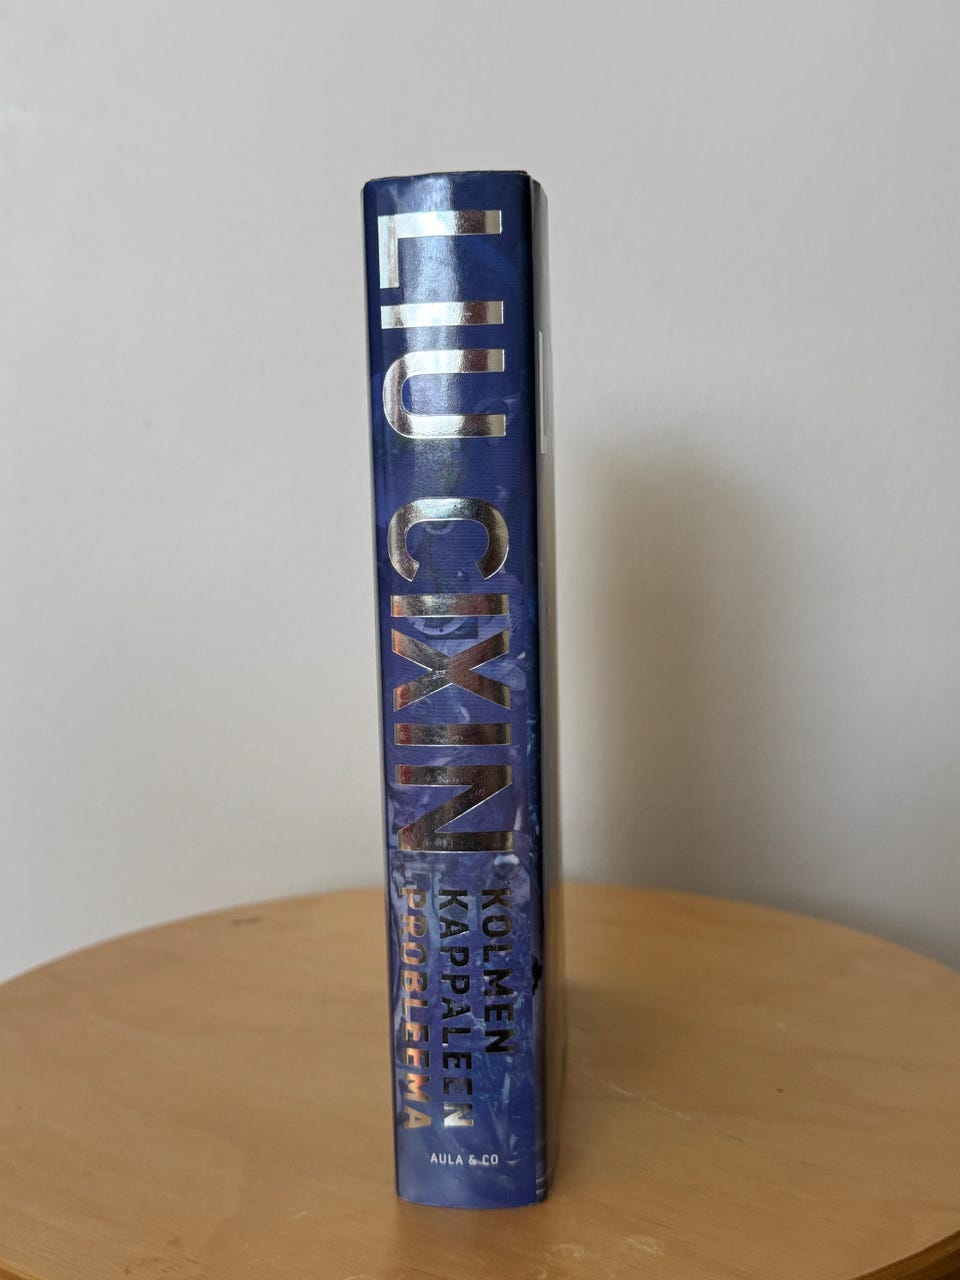 LIU CIXIN
KOLMEN
KAPPALEEN
PROBLEEMA
AULA & CO